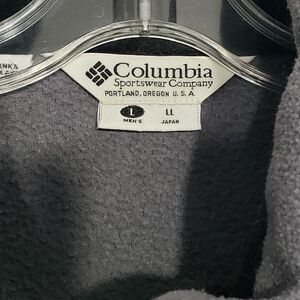 Columbia
Sportswear Company
PORTLAND, OREGON U. S. A.
L LL
MEN'S JAPAN